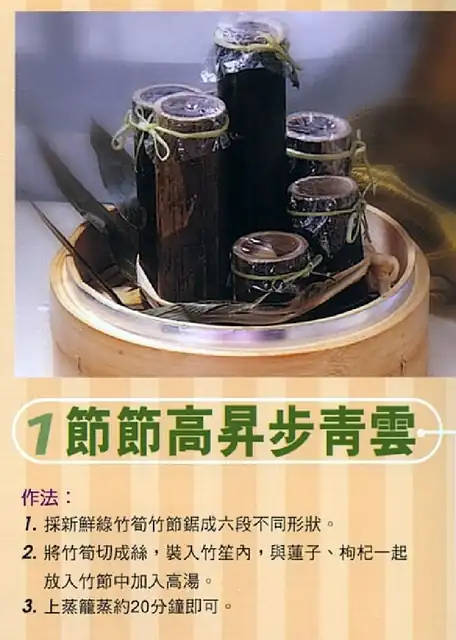 1 節節高昇步青雲
作法：
1. 採新鮮綠竹筍竹節鋸成六段不同形狀。
2. 將竹筍切成絲，裝入竹笙內，與蓮子、枸杞一起
放入竹節中加入高湯。
3. 上蒸籠蒸約20分鐘即可。